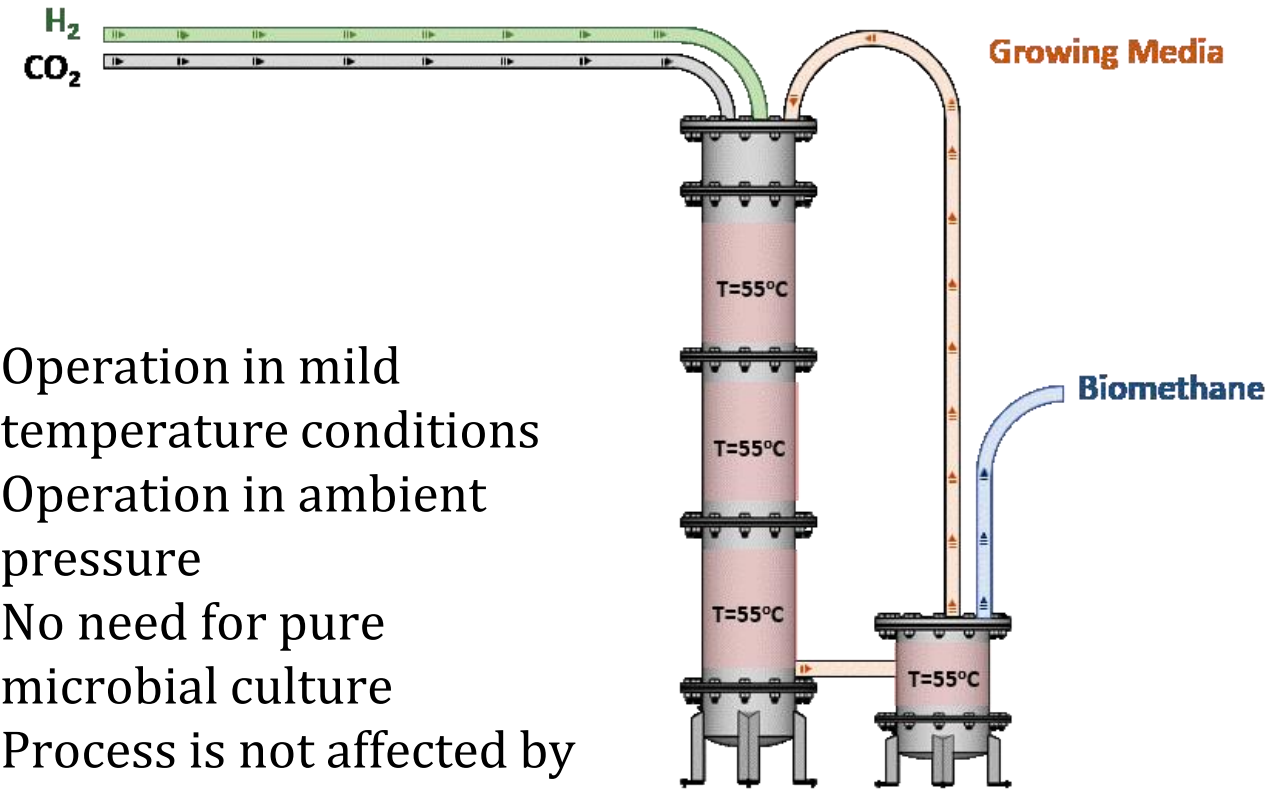 H₂
CO₂
Growing Media
T=55°C
Biomethane
T=55°C
T=55°C
T=55°C
Operation in mild
temperature conditions
Operation in ambient
pressure
No need for pure
microbial culture
Process is not affected by